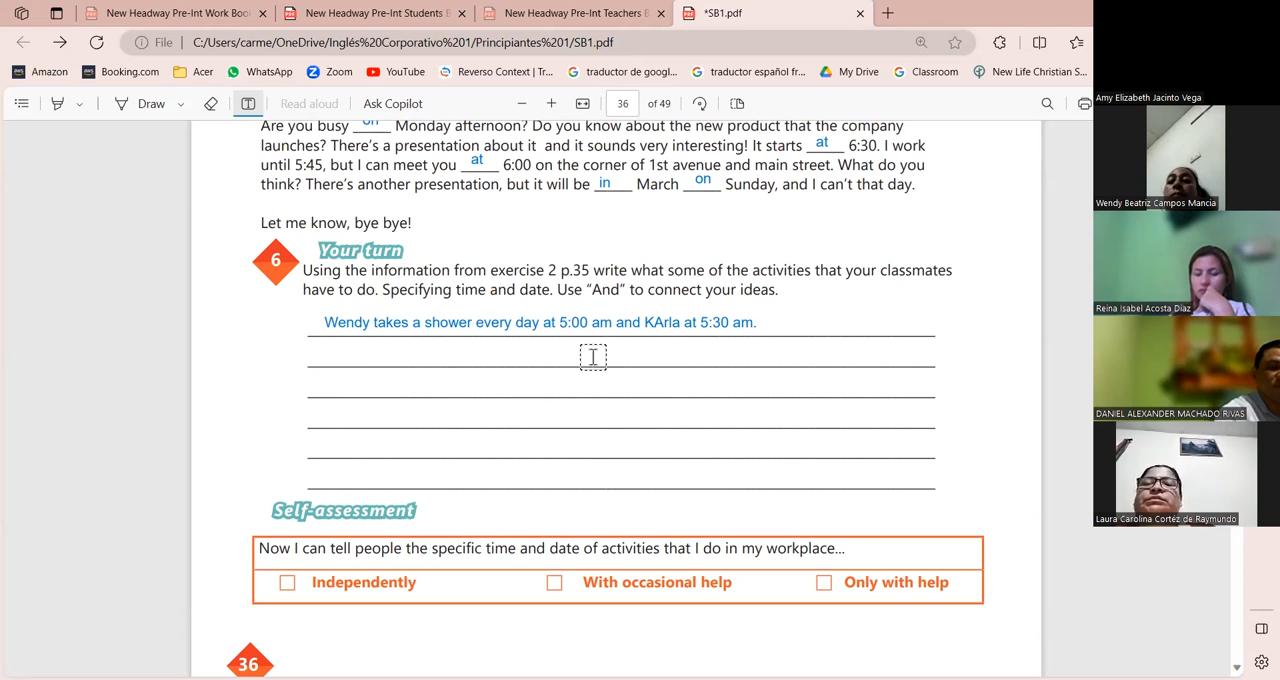 New Headway Pre-Int Work Boo
New Headway Pre-Int Students B
New Headway Pre-Int Teachers B
*SB1.pdf
File
C:/Users/carme/OneDrive/Inglés%20Corporativo%201/Principiantes%201/SB1.pdf
Amazon
Booking.com
Acer
WhatsApp
Zoom
YouTube
Reverso Context | Tr...
traductor de googl...
traductor español fr...
My Drive
Classroom
New Life Christian S...
Draw
Read aloud
Ask Copilot
36 of 49
Are you busy on Monday afternoon? Do you know about the new product that the company
launches? There's a presentation about it and it sounds very interesting! It starts at 6:30. I work
until 5:45, but I can meet you at 6:00 on the corner of 1st avenue and main street. What do you
think? There's another presentation, but it will be in March on Sunday, and I can't that day.
Let me know, bye bye!
6
Your turn
Using the information from exercise 2 p.35 write what some of the activities that your classmates
have to do. Specifying time and date. Use “And” to connect your ideas.
Wendy takes a shower every day at 5:00 am and KArla at 5:30 am.
Self-assessment
Now I can tell people the specific time and date of activities that I do in my workplace...
Independently
With occasional help
Only with help
36
Amy Elizabeth Jacinto Vega
Wendy Beatriz Campos Mancia
Reina Isabel Acosta Diaz
DANIEL ALEXANDER MACHADO RIVAS
Laura Carolina Cortéz de Raymundo